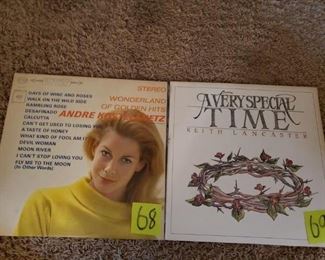 STEREO
WONDERLAND
OF GOLDEN HITS
ANDRE KOSTELANETZ
DAYS OF WINE AND ROSES
WALK ON THE WILD SIDE
RAMBLING ROSE
DESAFINADO
CALCUTTA
CAN'T GET USED TO LOSING YOU
A TASTE OF HONEY
WHAT KIND OF FOOL AM I
DEVIL WOMAN
MOON RIVER
I CAN'T STOP LOVING YOU
FLY ME TO THE MOON
(In Other Words)
68
A VERY SPECIAL
TIME
KEITH LANCASTER
69